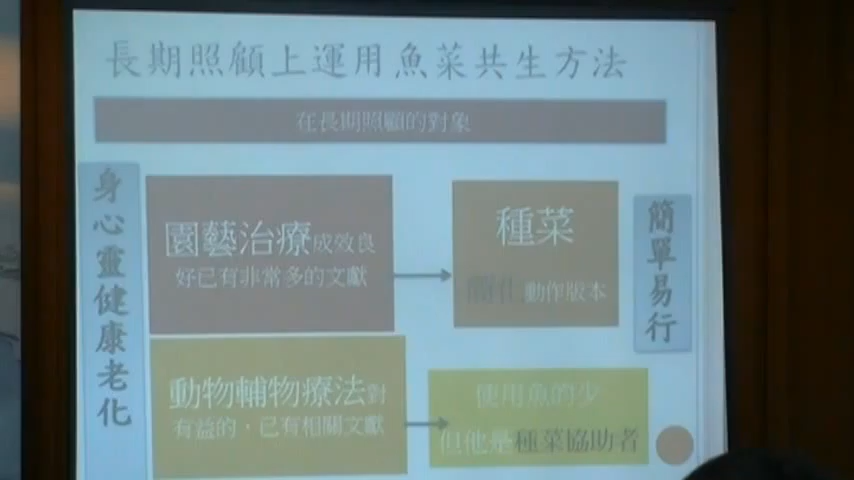 長期照顧上運用魚菜共生方法
在長期照顧的對象
身心靈健康老化
園藝治療成效良
好已有非常多的文獻
種菜
簡化動作版本
簡單易行
動物輔物療法對
有益的，已有相關文獻
使用魚的少
但他是種菜協助者